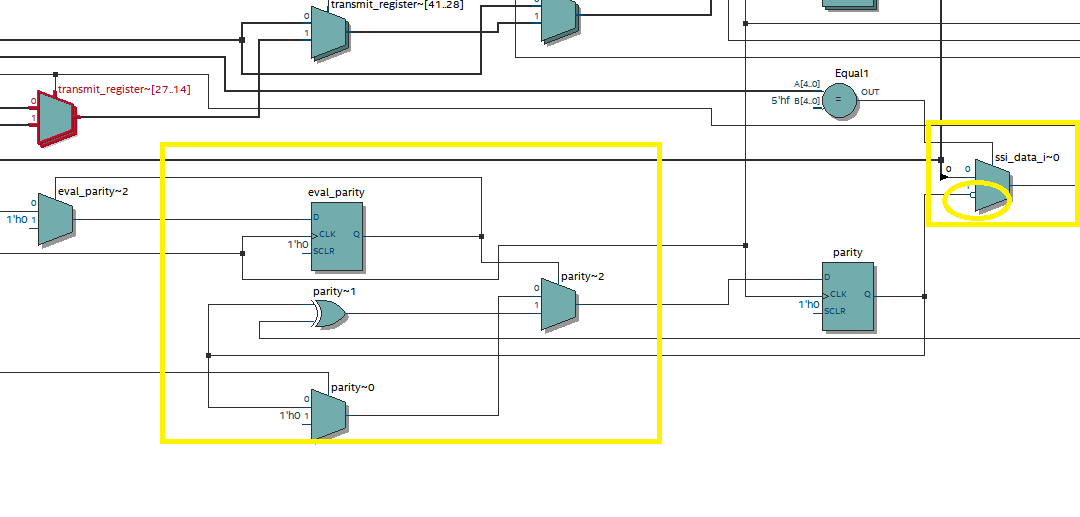 transmit_register~[41..28]
0
1
1
Equal1
A[4..0]
5'hf B[4..0]
=
OUT
transmit_register~[27..14]
0
1
ssi_data_i~0
0
0
eval_parity~2
0
1'h0 1
eval_parity
D
CLK
1'h0
SCLR
Q
parity~2
0
1
parity
D
CLK
1'h0
SCLR
Q
parity~1
parity~0
0
1'h0 1